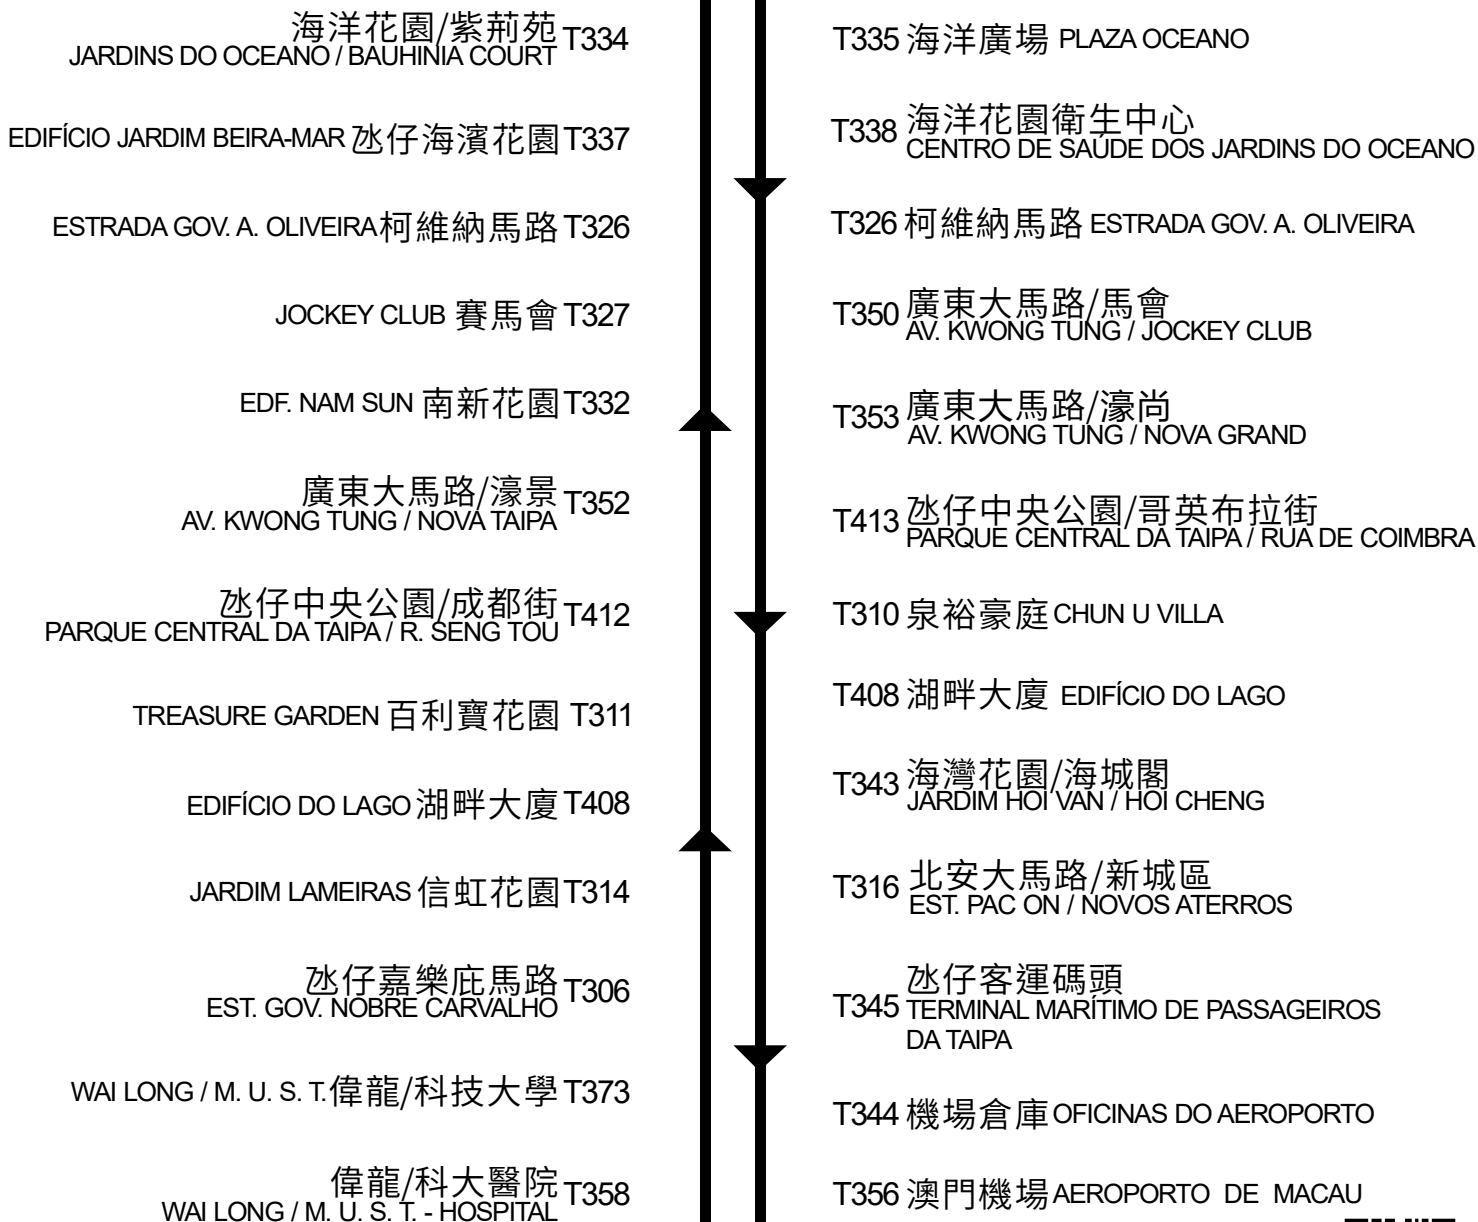 海洋花園/紫荊苑 T334
JARDINS DO OCEANO / BAUHINIA COURT
EDIFÍCIO JARDIM BEIRA-MAR 氹仔海濱花園 T337
ESTRADA GOV. A. OLIVEIRA 柯維納馬路 T326
JOCKEY CLUB 賽馬會 T327
EDF. NAM SUN 南新花園 T332
廣東大馬路/濠景 T352
AV. KWONG TUNG / NOVA TAIPA
氹仔中央公園/成都街 T412
PARQUE CENTRAL DA TAIPA / R. SENG TOU
TREASURE GARDEN 百利寶花園 T311
EDIFÍCIO DO LAGO 湖畔大廈 T408
JARDIM LAMEIRAS 信虹花園 T314
氹仔嘉樂庇馬路 T306
EST. GOV. NOBRE CARVALHO
WAI LONG / M. U. S. T. 偉龍/科技大學 T373
偉龍/科大醫院 T358
WAI LONG / M. U. S. T. - HOSPITAL
T335 海洋廣場 PLAZA OCEANO
T338 海洋花園衛生中心
CENTRO DE SAÚDE DOS JARDINS DO OCEANO
T326 柯維納馬路 ESTRADA GOV. A. OLIVEIRA
T350 廣東大馬路/馬會
AV. KWONG TUNG / JOCKEY CLUB
T353 廣東大馬路/濠尚
AV. KWONG TUNG / NOVA GRAND
T413 氹仔中央公園/哥英布拉街
PARQUE CENTRAL DA TAIPA / RUA DE COIMBRA
T310 泉裕豪庭 CHUN U VILLA
T408 湖畔大廈 EDIFÍCIO DO LAGO
T343 海灣花園/海城閣
JARDIM HOI VAN / HOI CHENG
T316 北安大馬路/新城區
EST. PAC ON / NOVOS ATERROS
T345 氹仔客運碼頭
TERMINAL MARÍTIMO DE PASSAGEIROS
DA TAIPA
T344 機場倉庫 OFICINAS DO AEROPORTO
T356 澳門機場 AEROPORTO DE MACAU